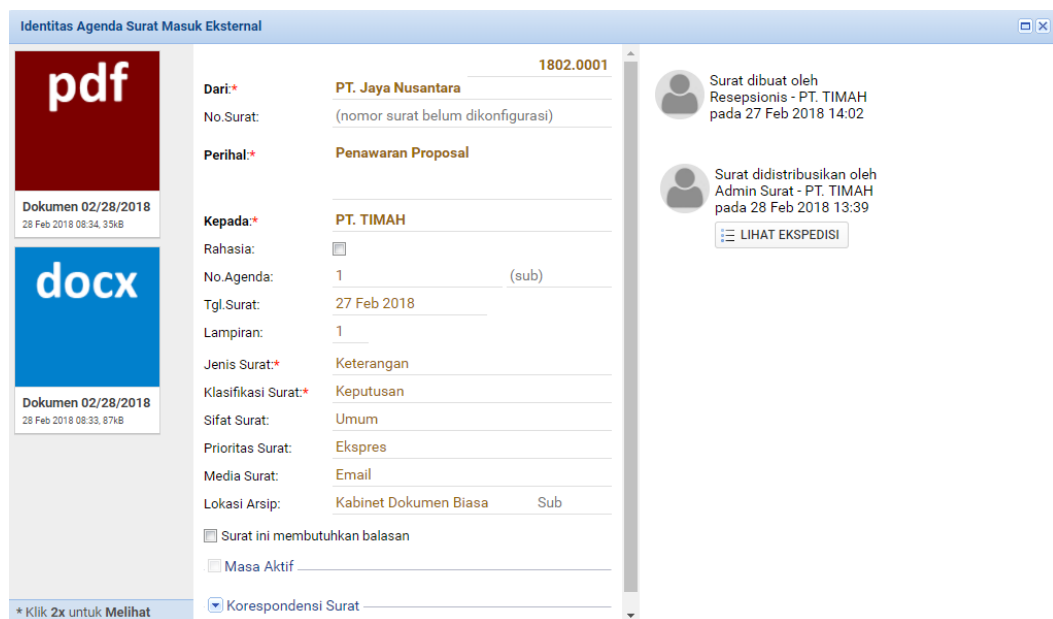 Identitas Agenda Surat Masuk Eksternal
pdf
Dokumen 02/28/2018
28 Feb 2018 08:34, 35kB
docx
Dokumen 02/28/2018
28 Feb 2018 08:33, 87kB
* Klik 2x untuk Melihat
1802.0001
Dari:* PT. Jaya Nusantara
No.Surat: (nomor surat belum dikonfigurasi)
Perihal:* Penawaran Proposal
Kepada:* PT. TIMAH
Rahasia:
No.Agenda: 1 (sub)
Tgl.Surat: 27 Feb 2018
Lampiran: 1
Jenis Surat:* Keterangan
Klasifikasi Surat:* Keputusan
Sifat Surat: Umum
Prioritas Surat: Ekspres
Media Surat: Email
Lokasi Arsip: Kabinet Dokumen Biasa Sub
Surat ini membutuhkan balasan
Masa Aktif
Korespondensi Surat
Surat dibuat oleh
Resepsionis - PT. TIMAH
pada 27 Feb 2018 14:02
Surat didistribusikan oleh
Admin Surat - PT. TIMAH
pada 28 Feb 2018 13:39
LIHAT EKSPEDISI